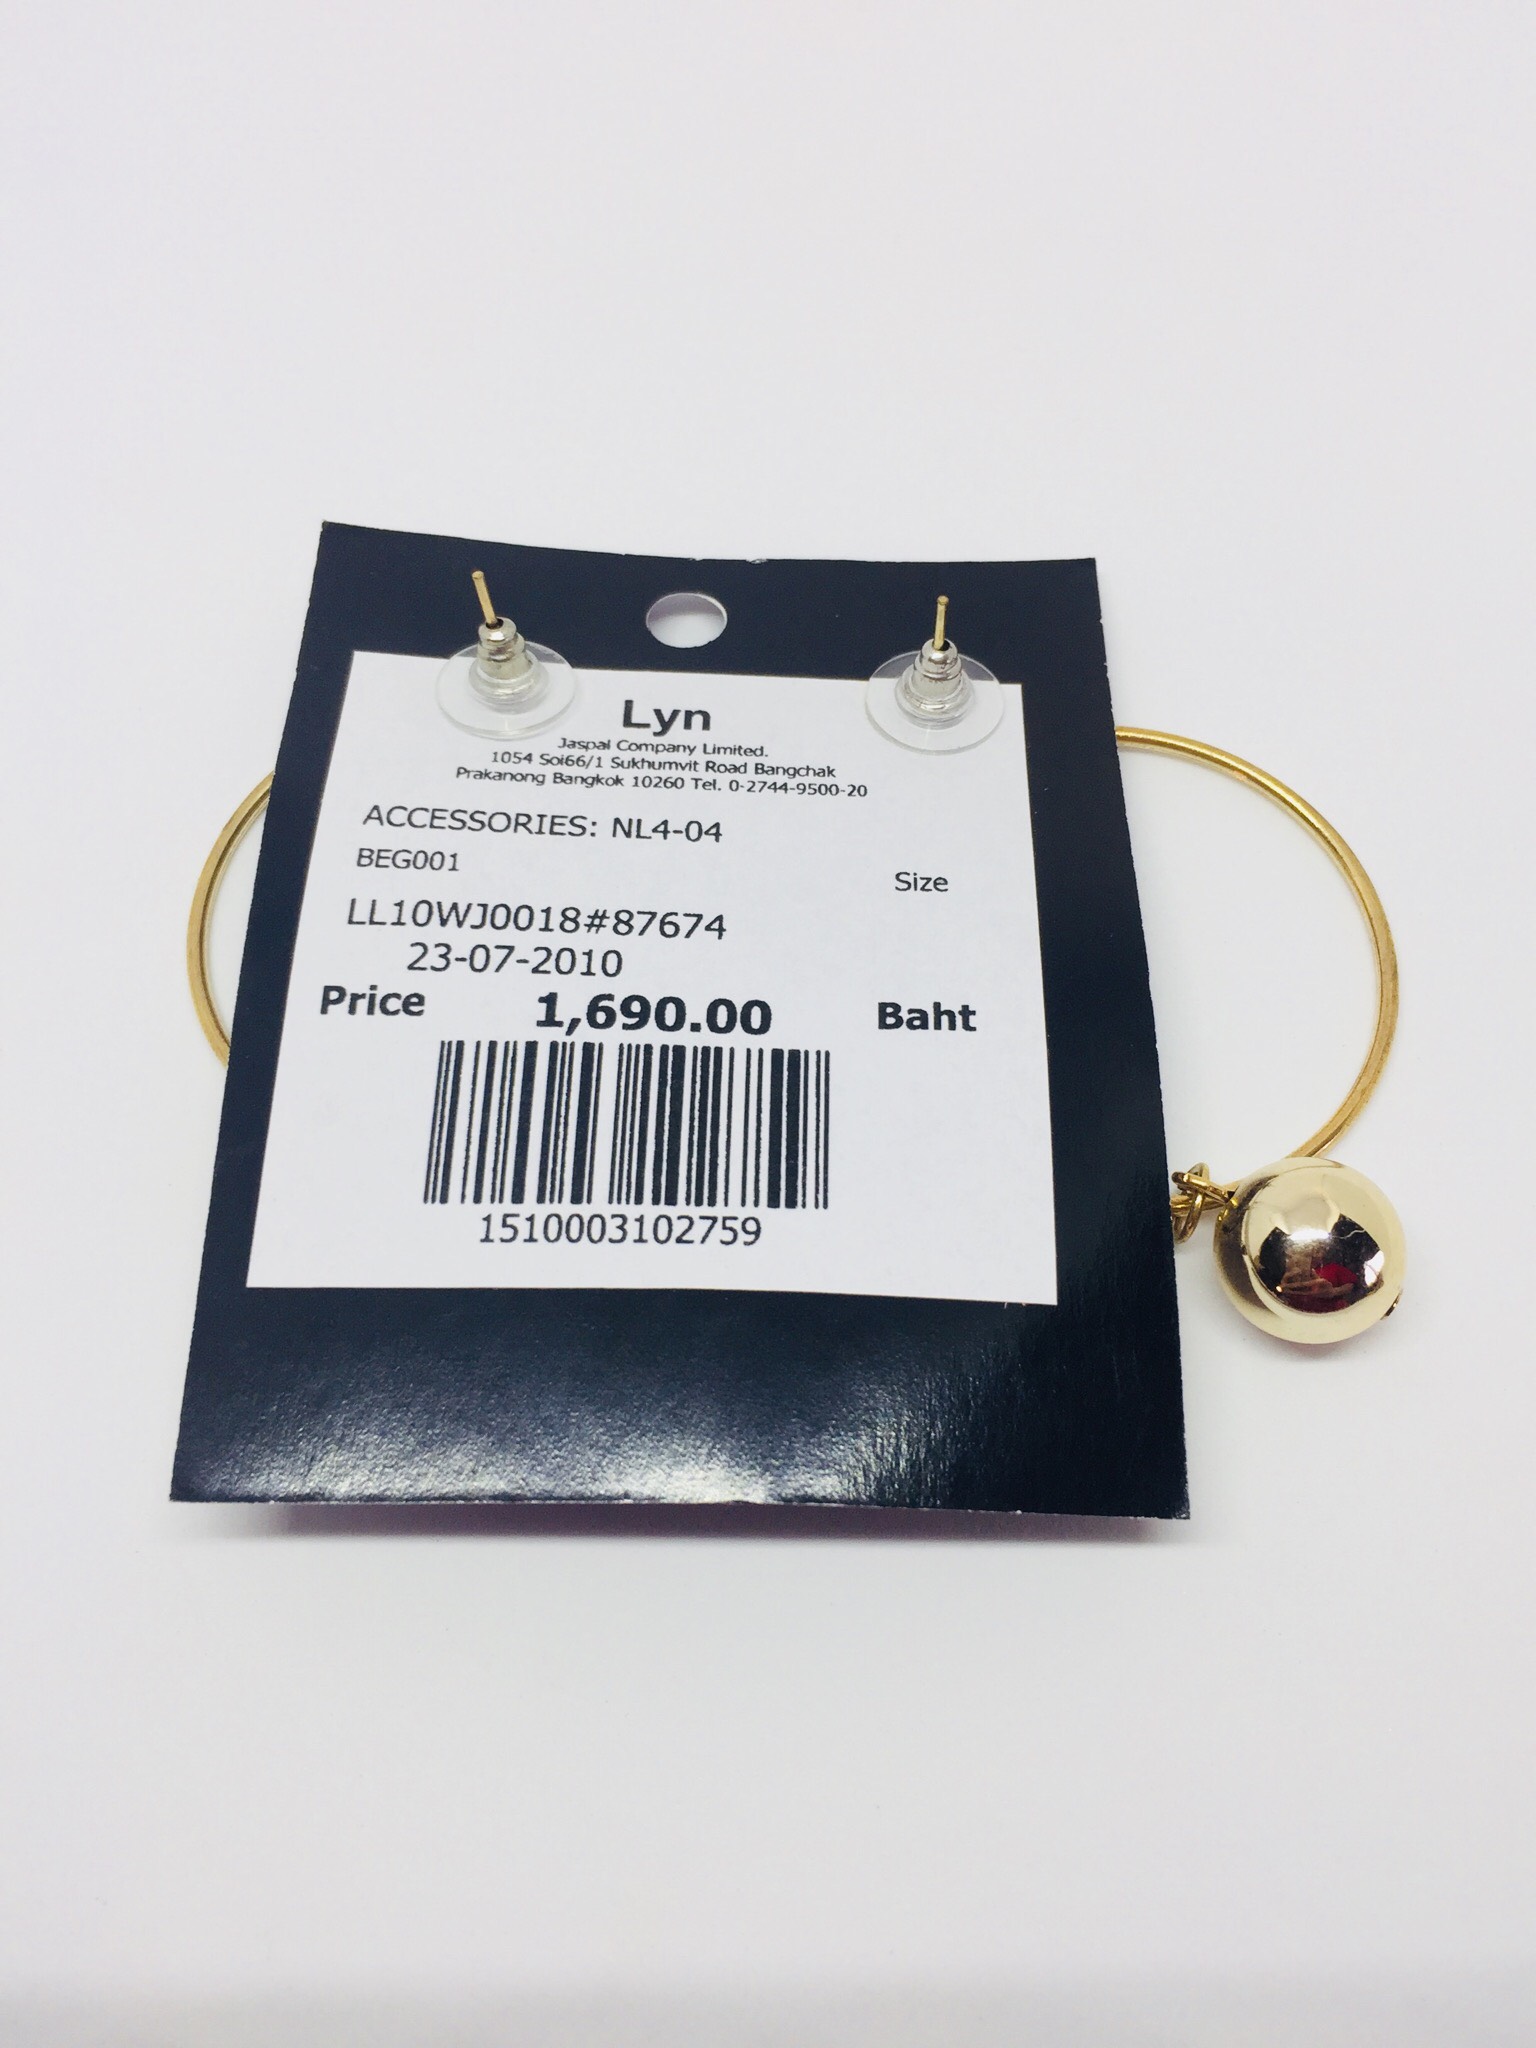 Lyn
Jaspal Company Limited.
1054 Soi66/1 Sukhumvit Road Bangchak
Prakanong Bangkok 10260 Tel. 0-2744-9500-20
ACCESSORIES: NL4-04
BEG001
Size
LL10WJ0018#87674
23-07-2010
Price 1,690.00 Baht
1510003102759